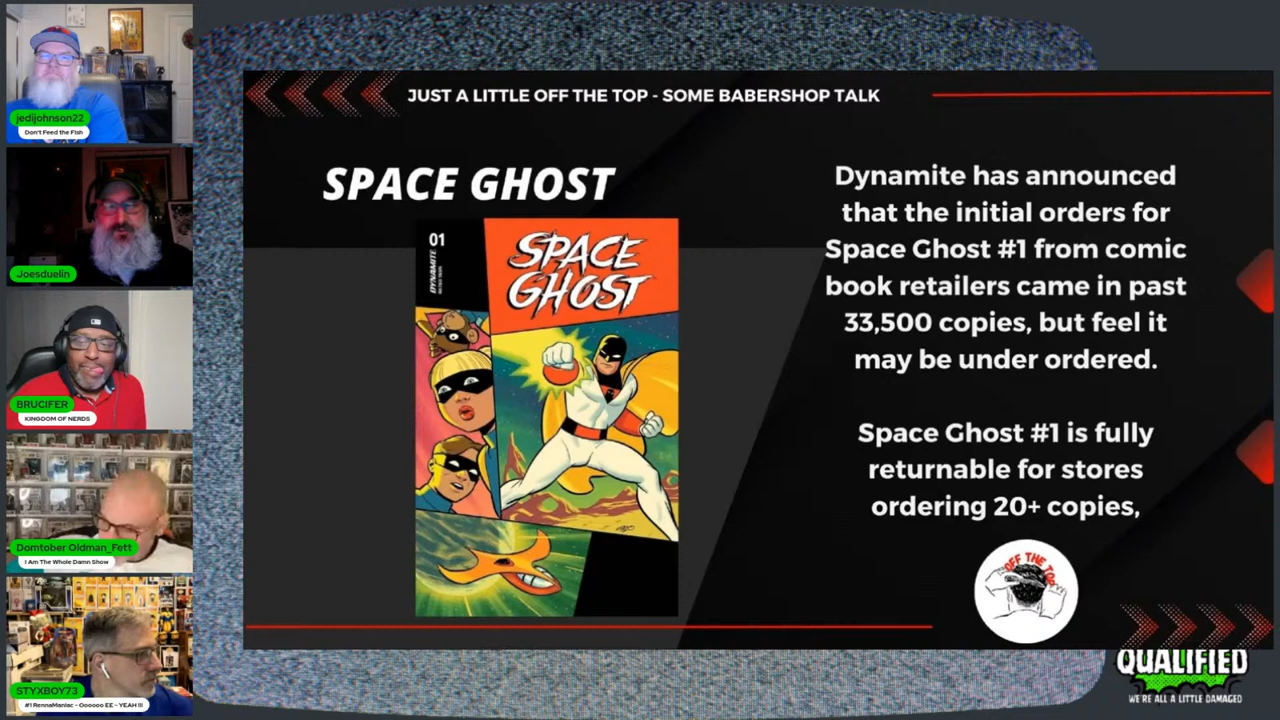 jedijohnson22
Don't Feed the Fish
Joesduelin
BRUCIFER
KINGDOM OF NERDS
Domtober Oldman_Fett
I Am The Whole Damn Show
STYXBOY73
#1 RennaManiac - Oooooo EE - YEAH !!!
JUST A LITTLE OFF THE TOP - SOME BABERSHOP TALK
SPACE GHOST
01
DYNAMITE
SPACE
GHOST
Dynamite has announced
that the initial orders for
Space Ghost #1 from comic
book retailers came in past
33,500 copies, but feel it
may be under ordered.
Space Ghost #1 is fully
returnable for stores
ordering 20+ copies,
OFF THE TOP
QUALIFIED
WE'RE ALL A LITTLE DAMAGED